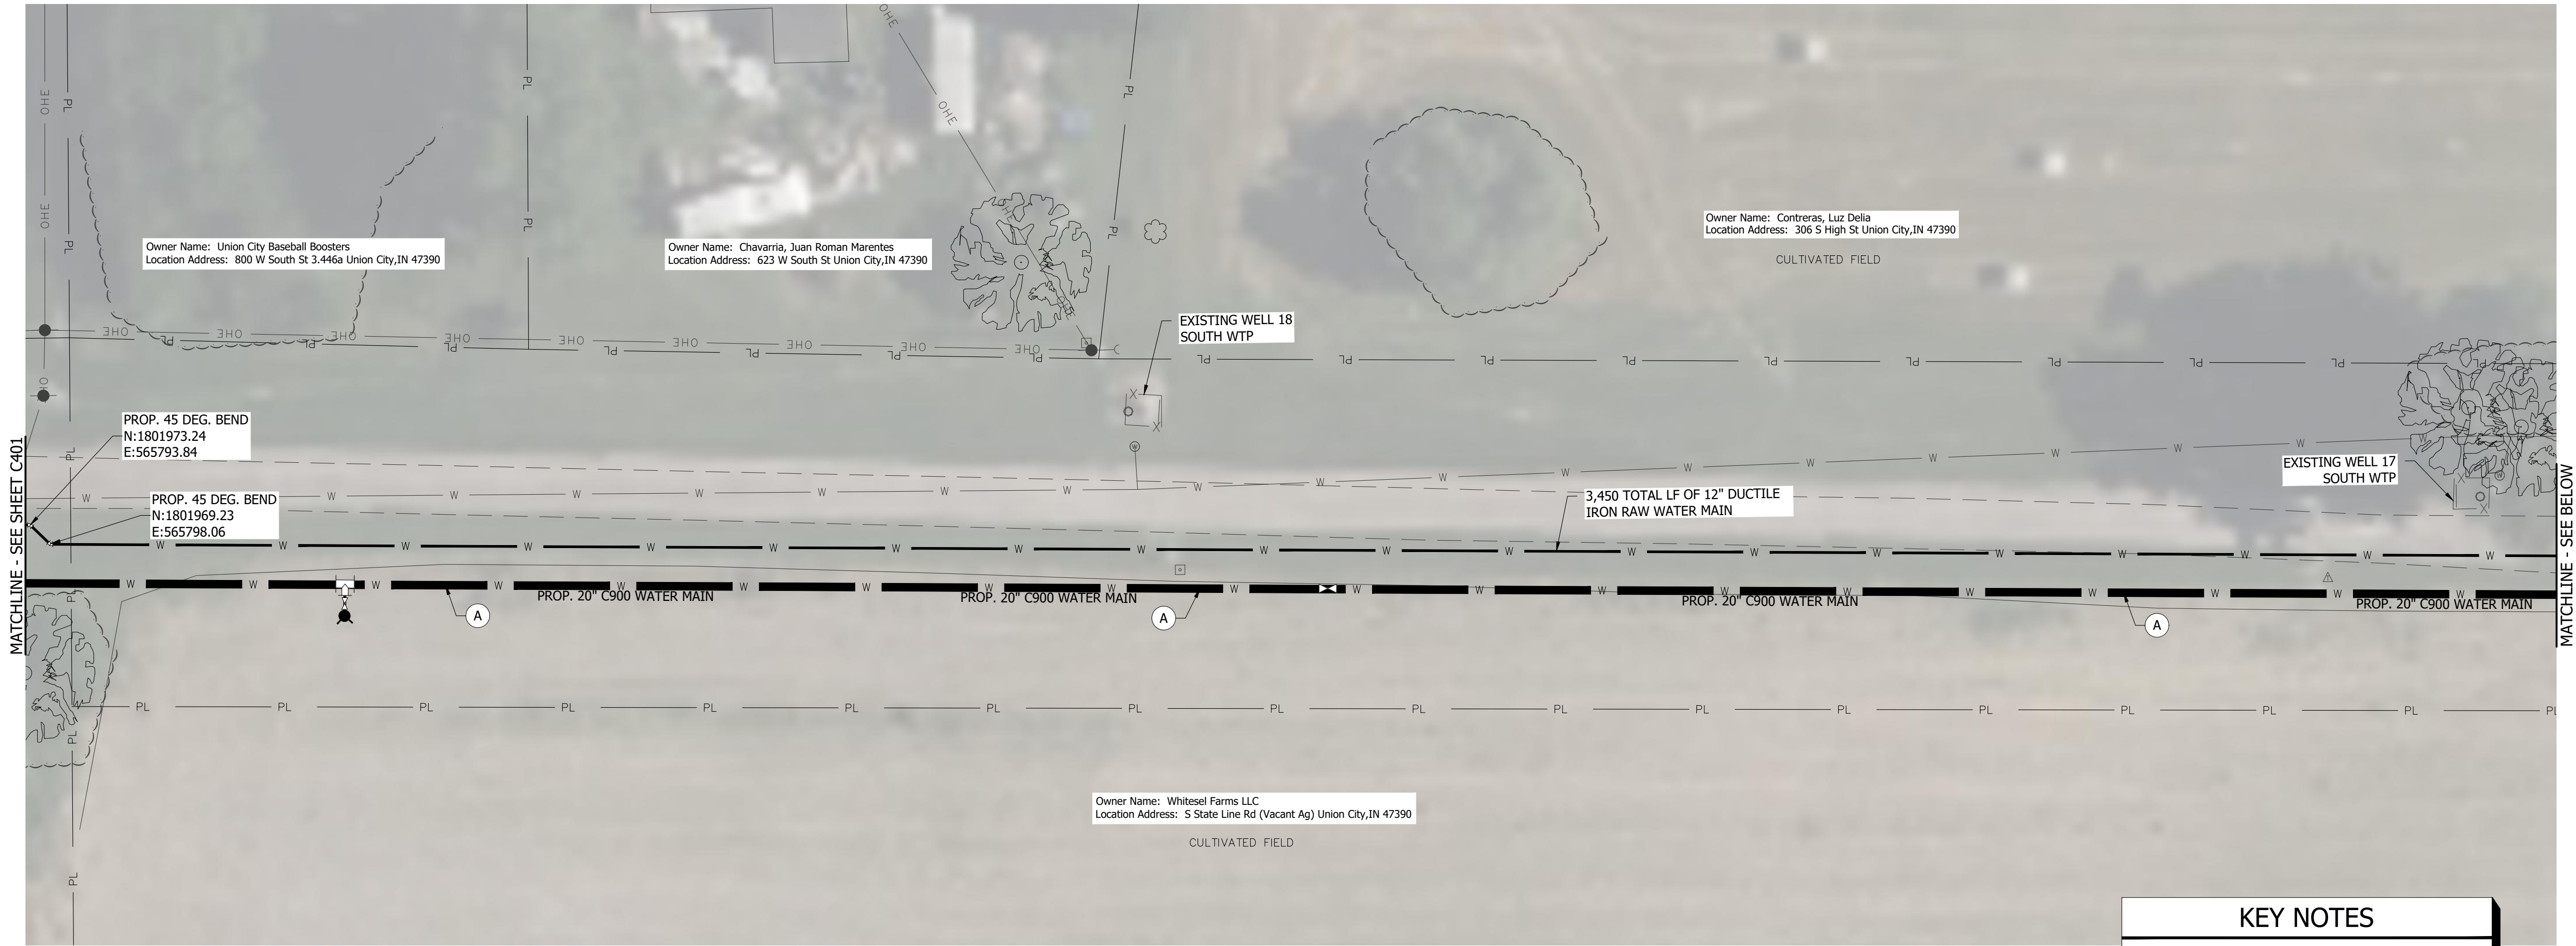 Owner Name: Union City Baseball Boosters
Location Address: 800 W South St 3.446a Union City,IN 47390
Owner Name: Chavarria, Juan Roman Marentes
Location Address: 623 W South St Union City,IN 47390
Owner Name: Contreras, Luz Delia
Location Address: 306 S High St Union City,IN 47390
CULTIVATED FIELD
EXISTING WELL 18
SOUTH WTP
PROP. 45 DEG. BEND
N:1801973.24
E:565793.84
PROP. 45 DEG. BEND
N:1801969.23
E:565798.06
3,450 TOTAL LF OF 12" DUCTILE
IRON RAW WATER MAIN
EXISTING WELL 17
SOUTH WTP
MATCHLINE - SEE SHEET C401
MATCHLINE - SEE BELOW
OHE
PL
W
PROP. 20" C900 WATER MAIN
PROP. 20" C900 WATER MAIN
PROP. 20" C900 WATER MAIN
PROP. 20" C900 WATER MAIN
A
A
A
Owner Name: Whitesel Farms LLC
Location Address: S State Line Rd (Vacant Ag) Union City,IN 47390
CULTIVATED FIELD
KEY NOTES